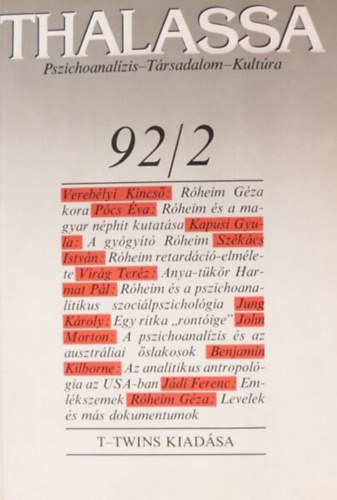 THALASSA
Pszichoanalízis–Társadalom–Kultúra
92/2
Verebélyi Kincső: Róheim Géza
kora Pócs Éva: Róheim és a ma-
gyar néphit kutatása Kapusi Gyu-
la: A gyógyító Róheim Székács
István: Róheim retardáció-elméle-
te Virág Teréz: Anya-tükör Har-
mat Pál: Róheim és a pszichoana-
litikus szociálpszichológia Jung
Károly: Egy ritka „rontóige” John
Morton: A pszichoanalízis és az
ausztráliai őslakosok Benjamin
Kilborne: Az analitikus antropoló-
gia az USA-ban Jádi Ferenc: Em-
lékszemek Róheim Géza: Levelek
és más dokumentumok
T–TWINS KIADÁSA